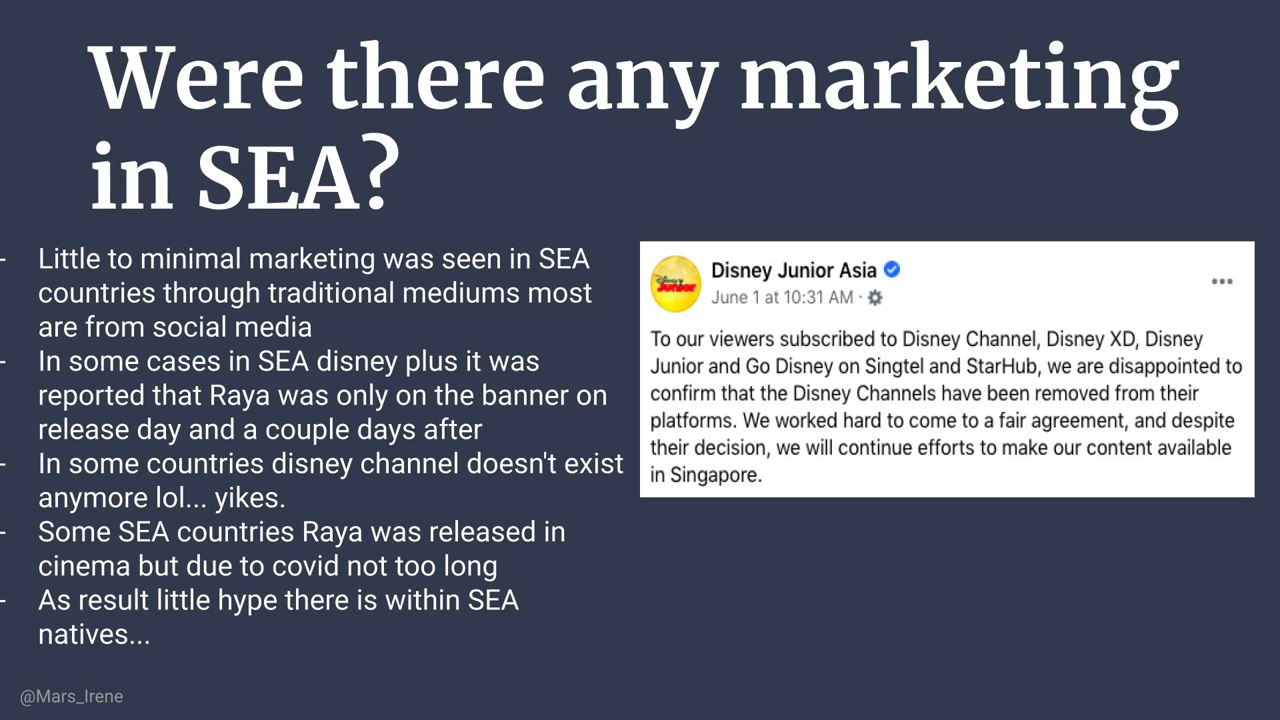 Were there any marketing
in SEA?
- Little to minimal marketing was seen in SEA
countries through traditional mediums most
are from social media
- In some cases in SEA disney plus it was
reported that Raya was only on the banner on
release day and a couple days after
- In some countries disney channel doesn't exist
anymore lol... yikes.
- Some SEA countries Raya was released in
cinema but due to covid not too long
- As result little hype there is within SEA
natives...
Disney Junior
Disney Junior Asia
June 1 at 10:31 AM ·
To our viewers subscribed to Disney Channel, Disney XD, Disney
Junior and Go Disney on Singtel and StarHub, we are disappointed to
confirm that the Disney Channels have been removed from their
platforms. We worked hard to come to a fair agreement, and despite
their decision, we will continue efforts to make our content available
in Singapore.
@Mars_Irene